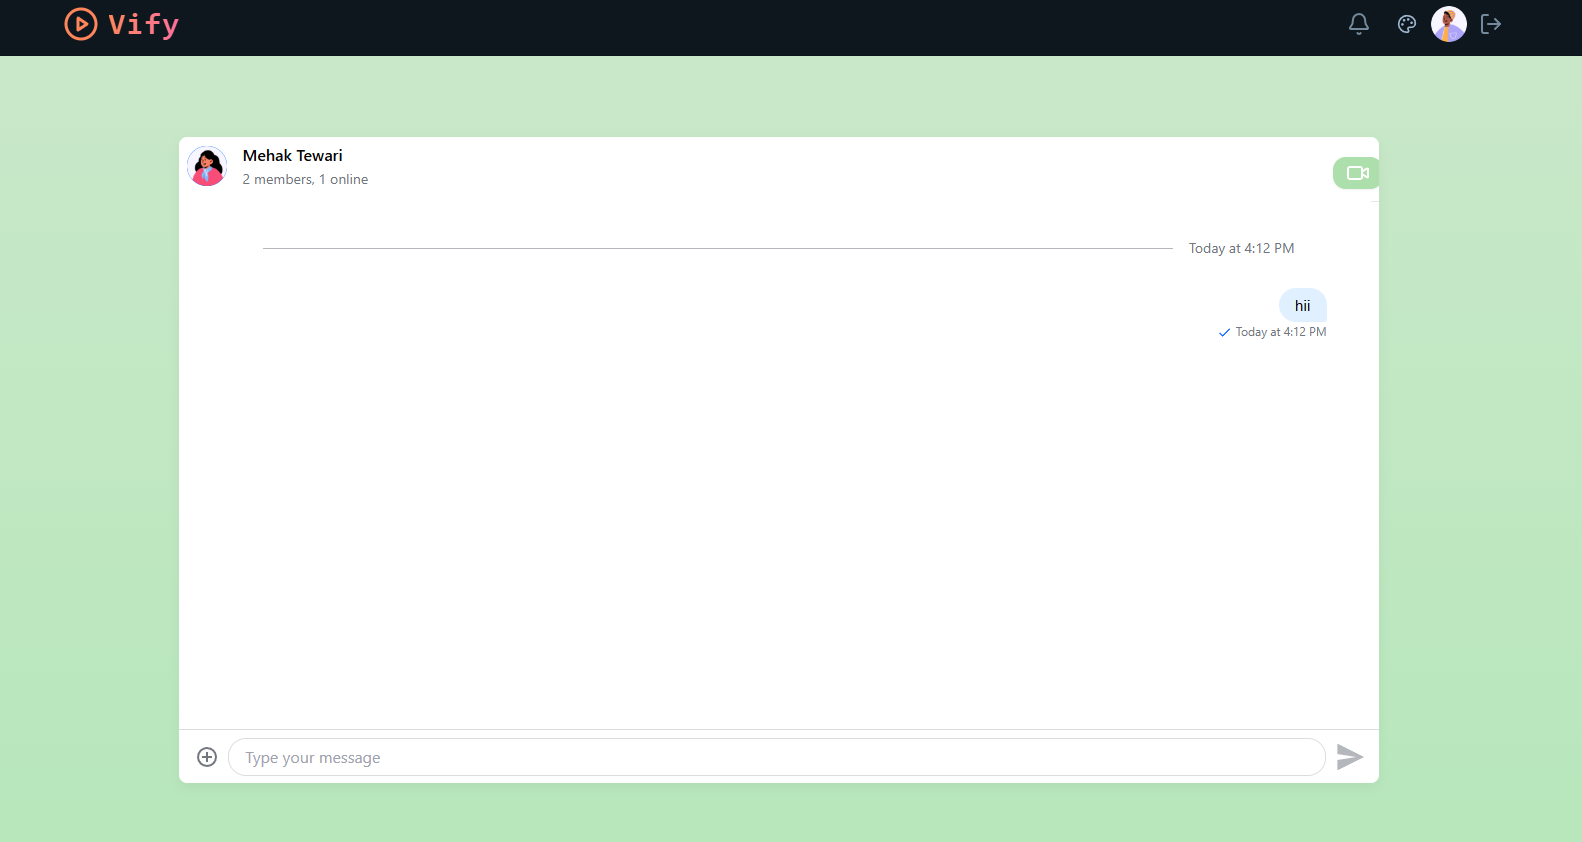 Vify
Mehak Tewari
2 members, 1 online
Today at 4:12 PM
hii
Today at 4:12 PM
Type your message